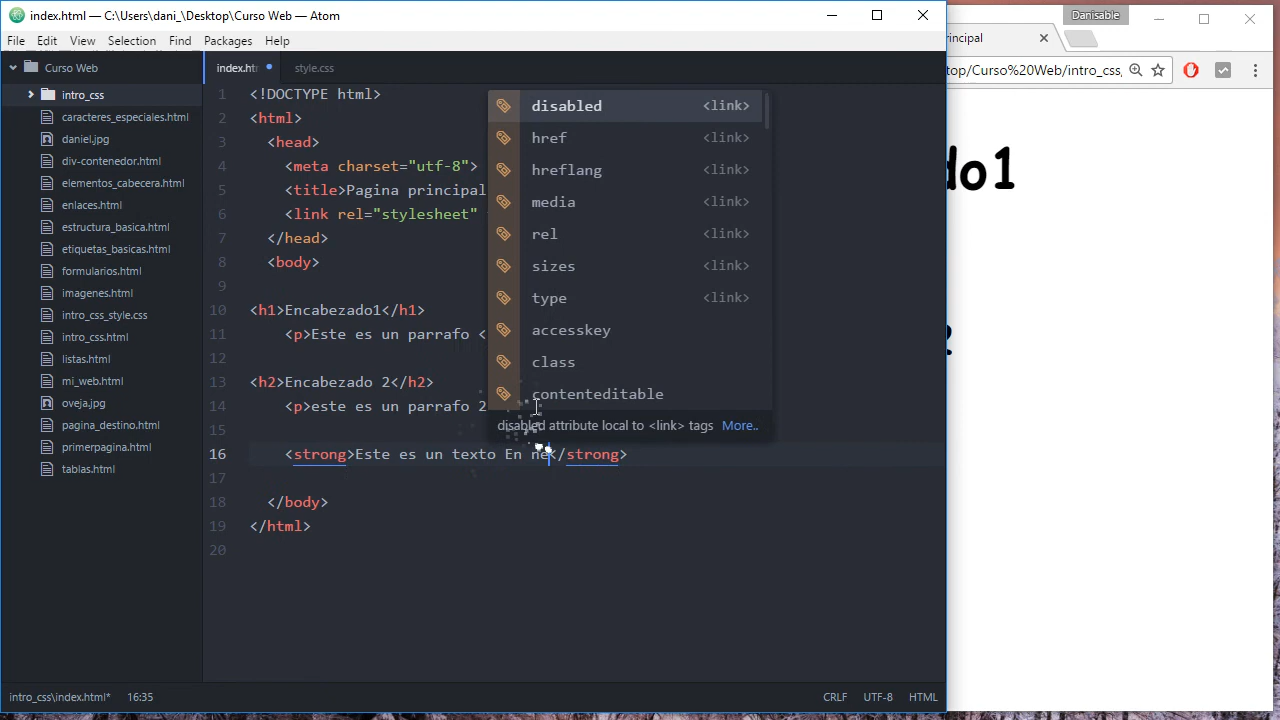 index.html — C:\Users\dani_\Desktop\Curso Web — Atom
Danisable
File Edit View Selection Find Packages Help
Curso Web
index.ht
style.css
top/Curso%20Web/intro_css,
intro_css
caracteres_especiales.html
daniel.jpg
div-contenedor.html
elementos_cabecera.html
enlaces.html
estructura_basica.html
etiquetas_basicas.html
formularios.html
imagenes.html
intro_css_style.css
intro_css.html
listas.html
mi_web.html
oveja.jpg
pagina_destino.html
primerpagina.html
tablas.html
1 <!DOCTYPE html>
2 <html>
3 <head>
4 <meta charset="utf-8">
5 <title>Pagina principal
6 <link rel="stylesheet"
7 </head>
8 <body>
9
10 <h1>Encabezado1</h1>
11 <p>Este es un parrafo <
12
13 <h2>Encabezado 2</h2>
14 <p>este es un parrafo 2
15
16 <strong>Este es un texto En ne</strong>
17
18 </body>
19 </html>
20
disabled <link>
href <link>
hreflang <link>
media <link>
rel <link>
sizes <link>
type <link>
accesskey
class
contenteditable
disabled attribute local to <link> tags More..
incipal
do1
intro_css\index.html* 16:35
CRLF UTF-8 HTML